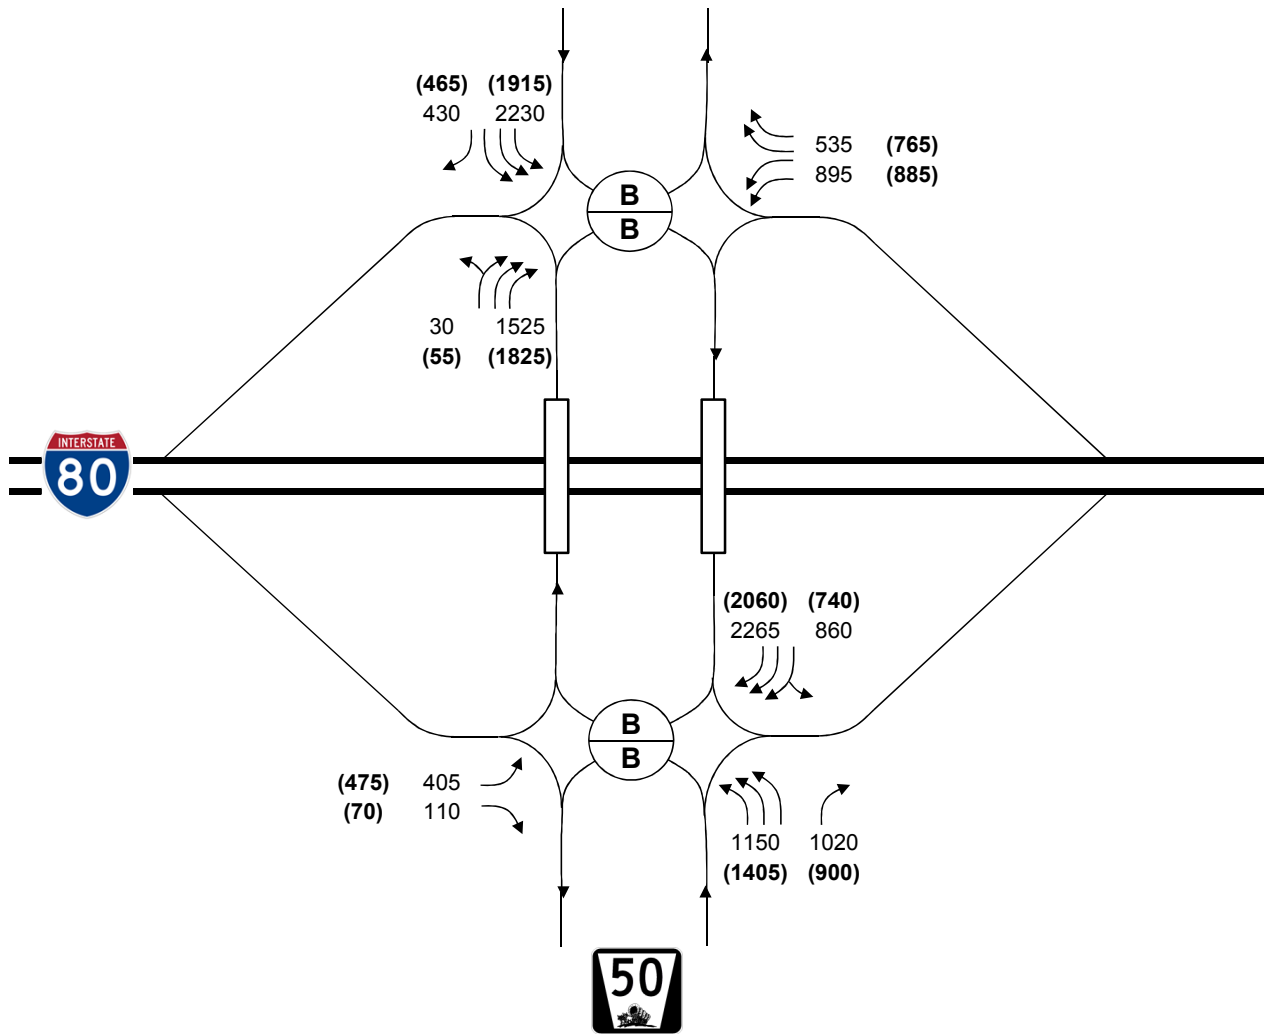 (465) (1915)
430 2230
535 (765)
895 (885)
B
B
30 1525
(55) (1825)
INTERSTATE
80
(2060) (740)
2265 860
B
B
(475) 405
(70) 110
1150 1020
(1405) (900)
50